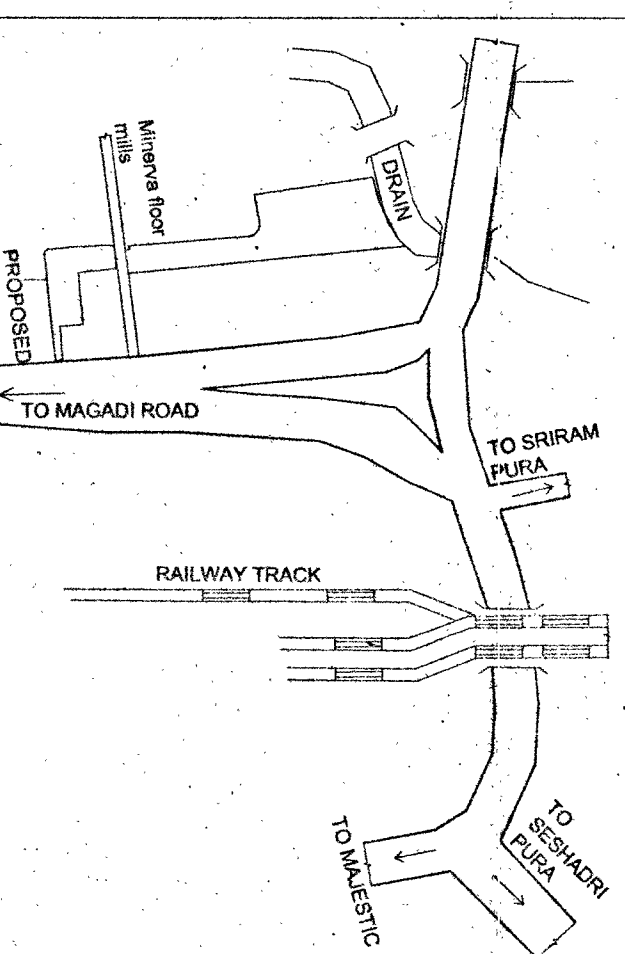 DRAIN
Minerva floor
mills
PROPOSED
TO MAGADI ROAD
TO SRIRAM
PURA
RAILWAY TRACK
TO
SESHADRI
PURA
TO MAJESTIC